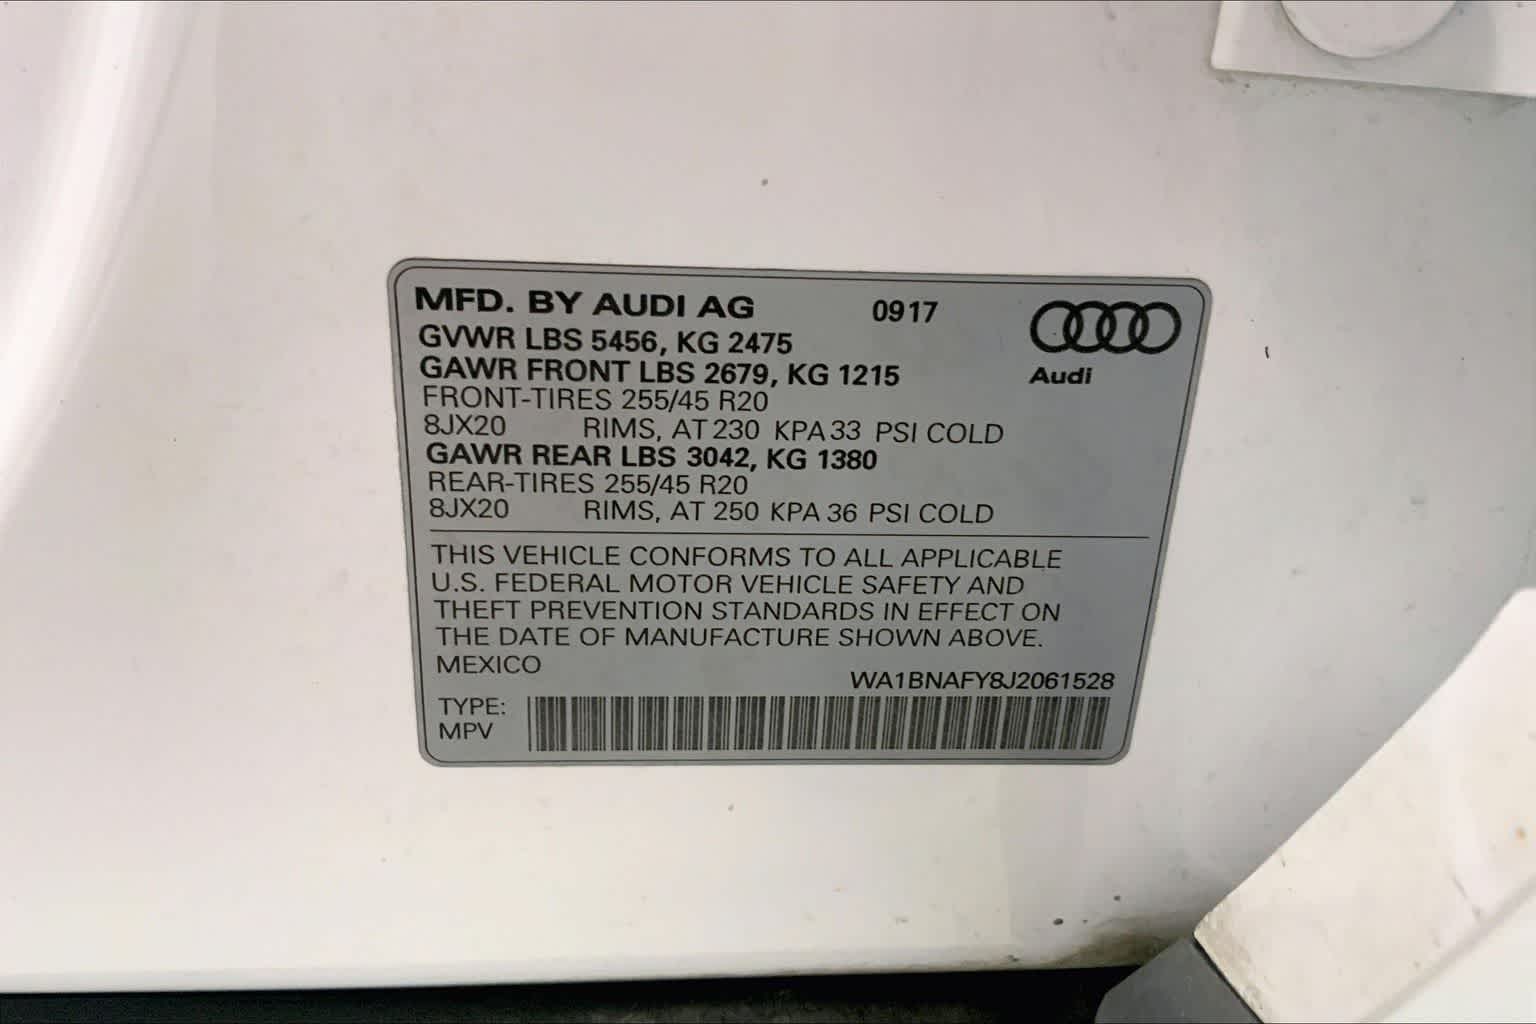 MFD. BY AUDI AG 0917
GVWR LBS 5456, KG 2475
GAWR FRONT LBS 2679, KG 1215
Audi
FRONT-TIRES 255/45 R20
8JX20 RIMS, AT 230 KPA 33 PSI COLD
GAWR REAR LBS 3042, KG 1380
REAR-TIRES 255/45 R20
8JX20 RIMS, AT 250 KPA 36 PSI COLD
THIS VEHICLE CONFORMS TO ALL APPLICABLE
U.S. FEDERAL MOTOR VEHICLE SAFETY AND
THEFT PREVENTION STANDARDS IN EFFECT ON
THE DATE OF MANUFACTURE SHOWN ABOVE.
MEXICO
WA1BNAFY8J2061528
TYPE:
MPV